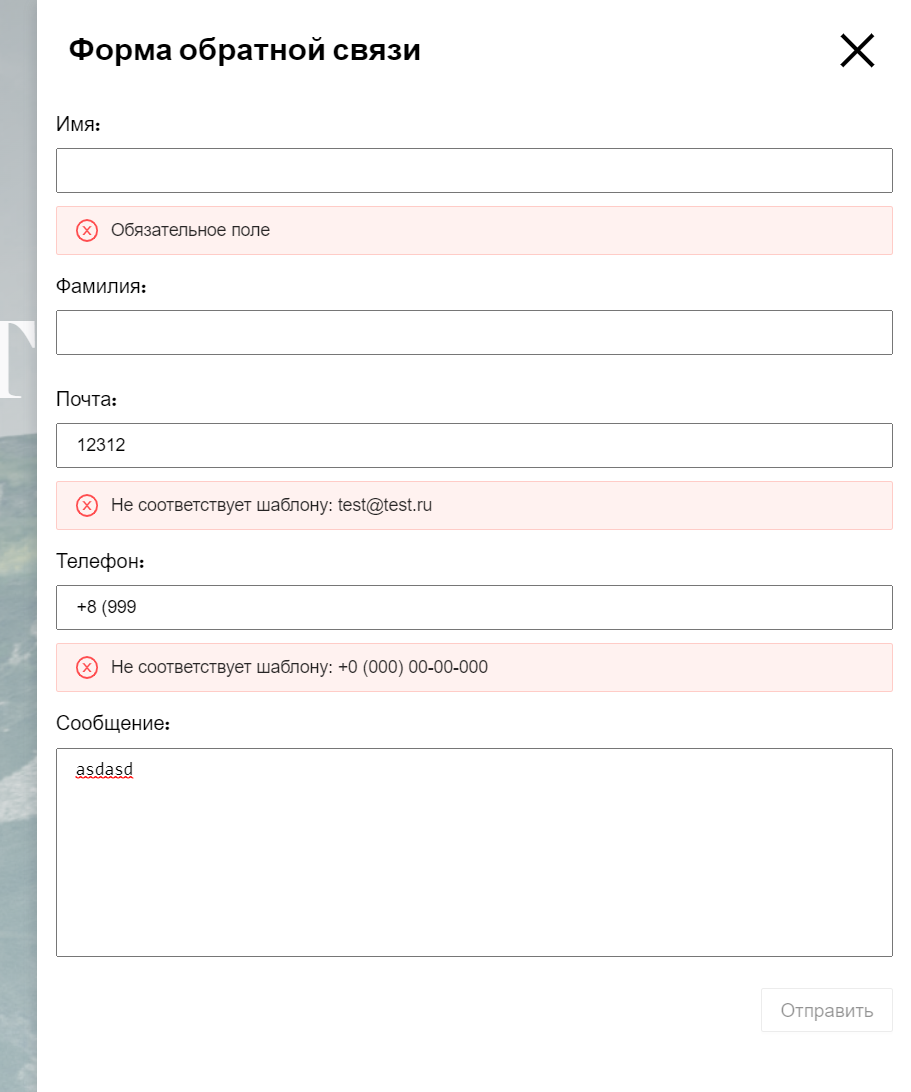 Форма обратной связи
Имя:
Обязательное поле
Фамилия:
Т
Почта:
12312
Не соответствует шаблону: test@test.ru
Телефон:
+8 (999
Не соответствует шаблону: +0 (000) 00-00-000
Сообщение:
asdasd
Отправить